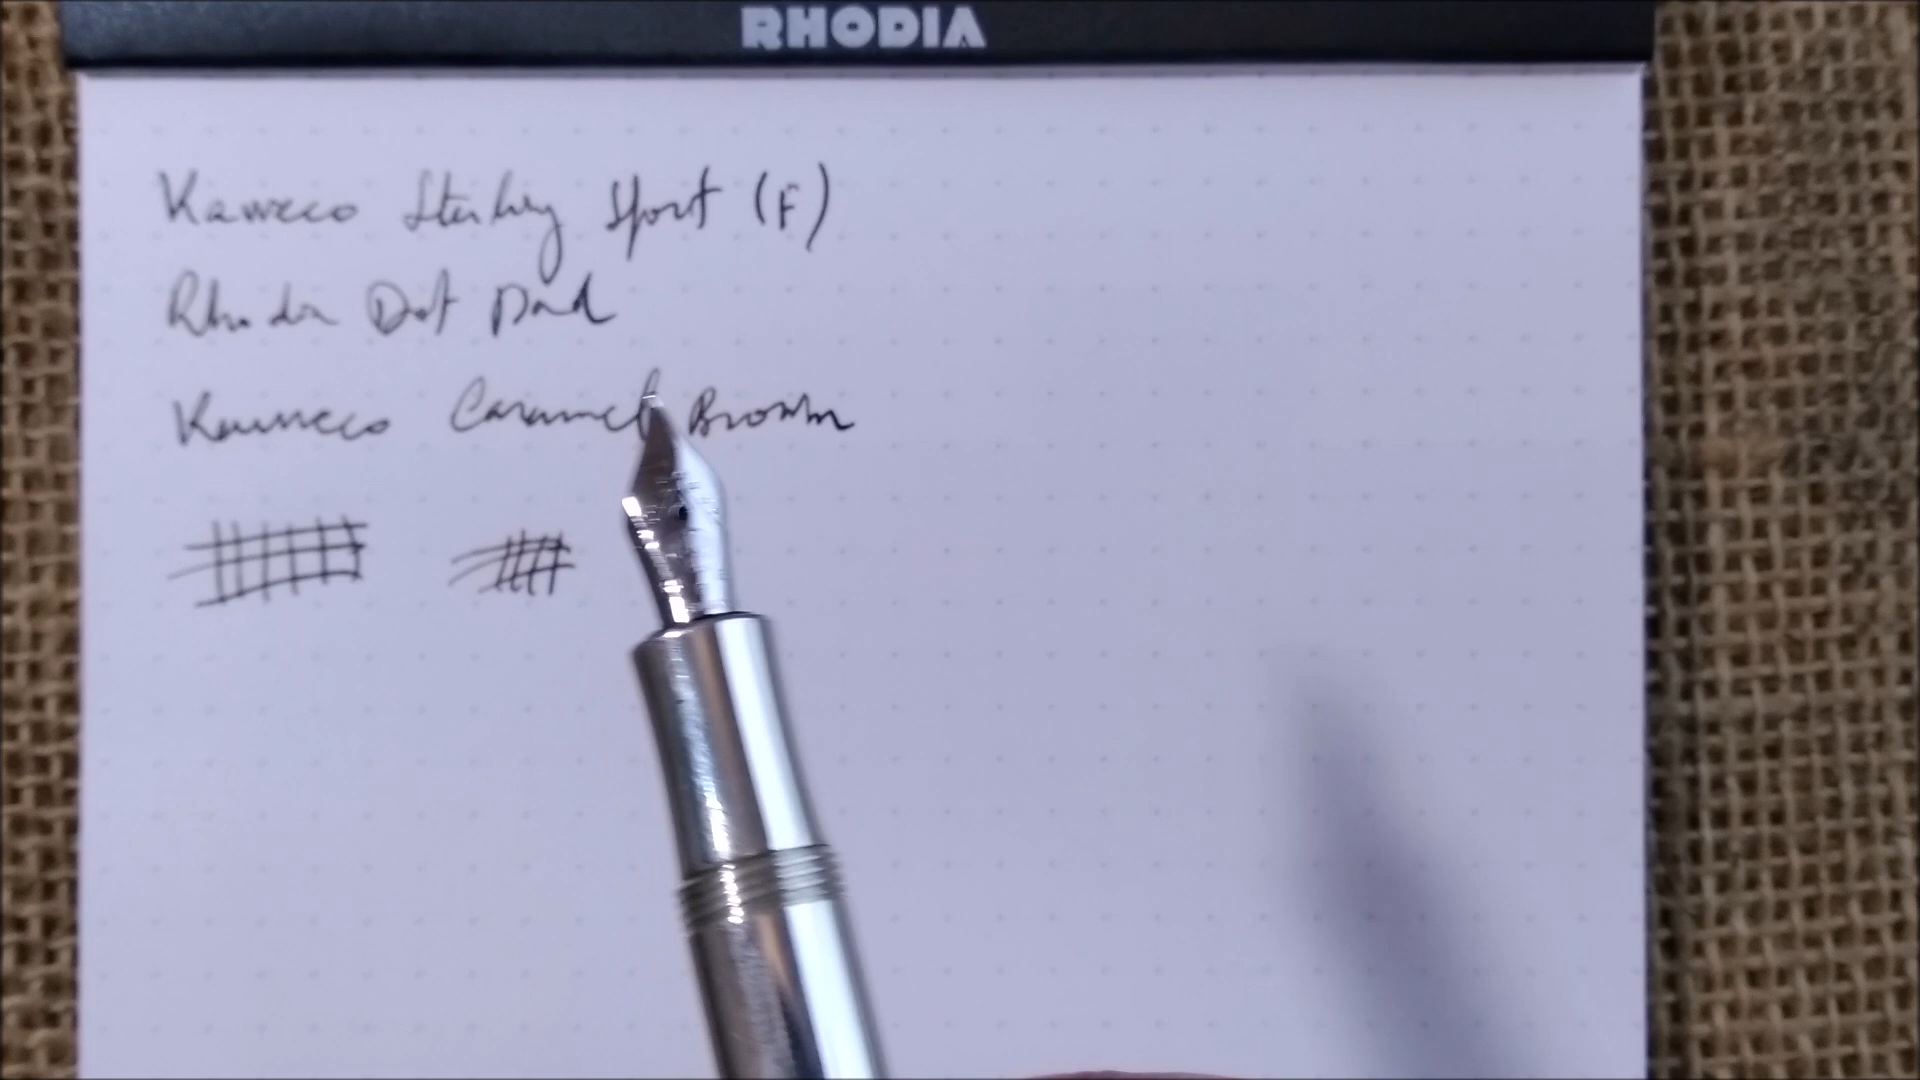 RHODIA
Kaweco Sterling Sport (F)
Rhodia Dot Pad
Kaweco Caramel Brown